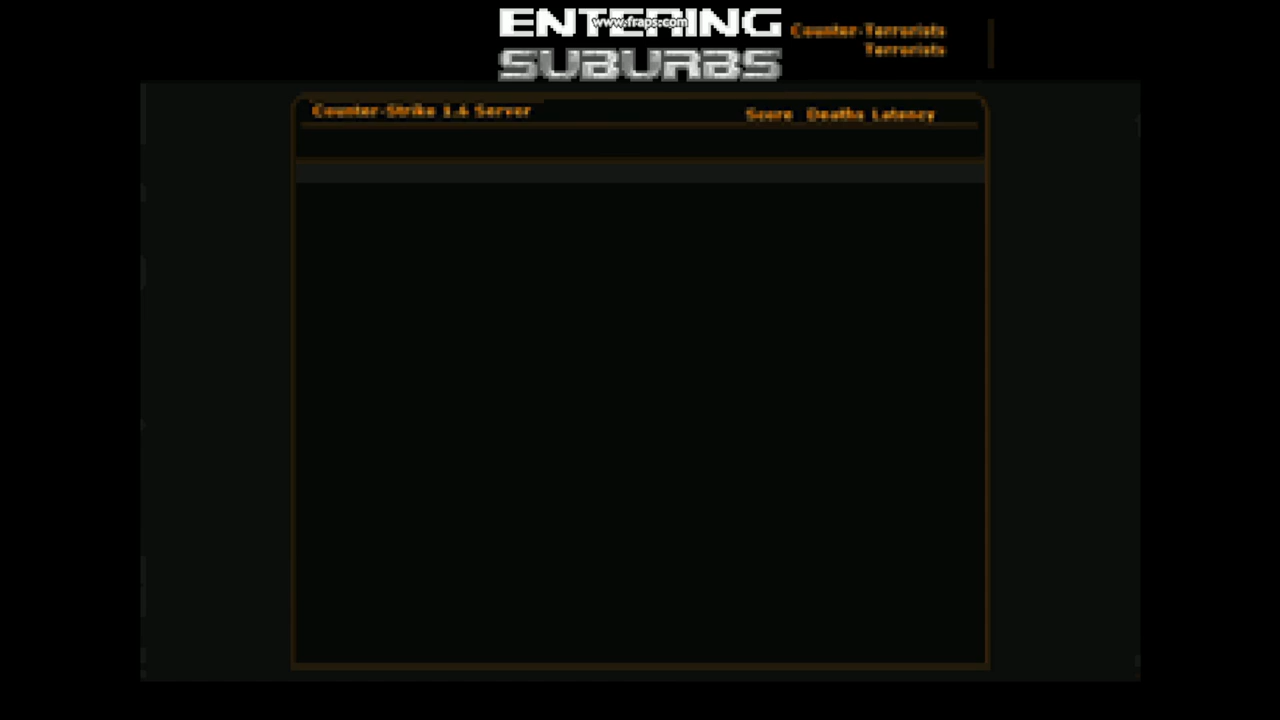 ENTERING
www.fraps.com
SUBURBS
Counter-Terrorists
Terrorists
Counter-Strike 1.6 Server
Score Deaths Latency